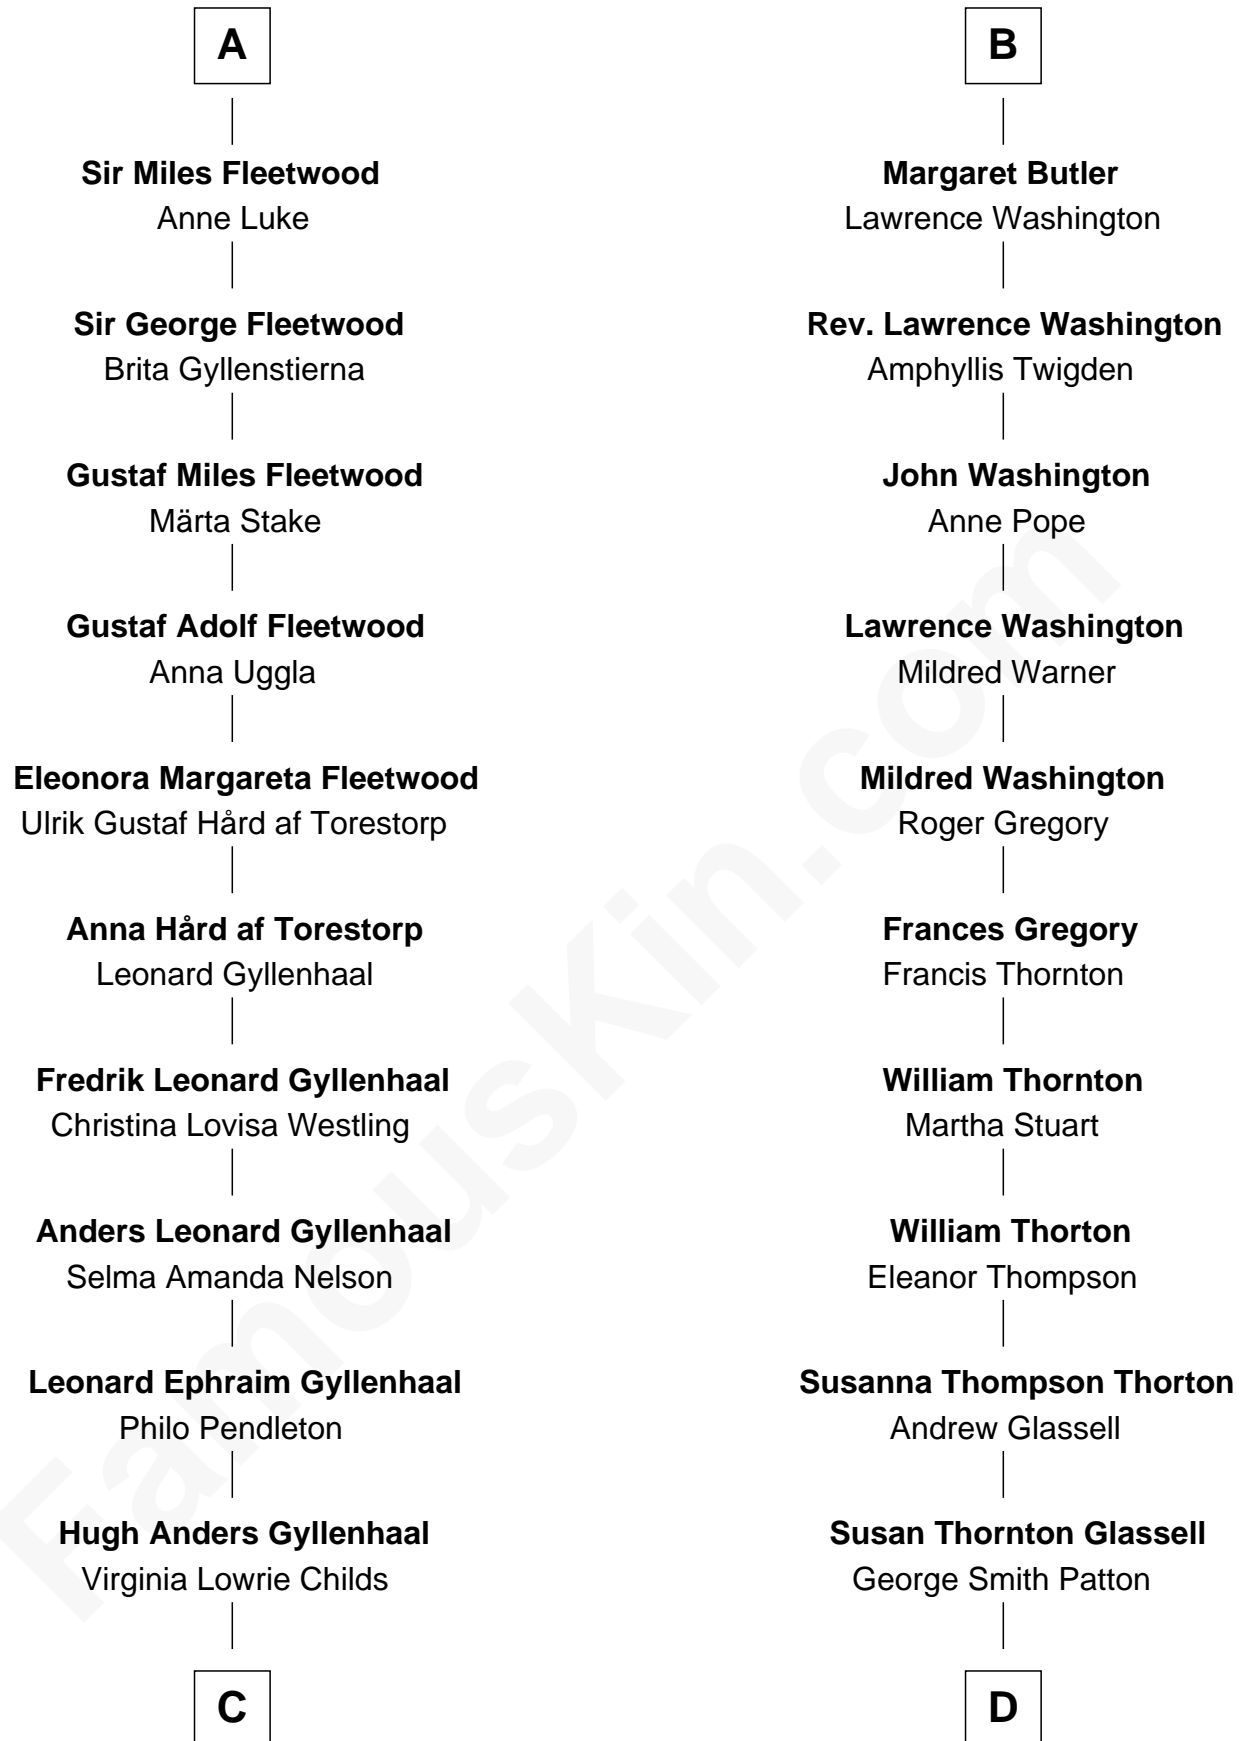 A
Sir Miles Fleetwood
Anne Luke
Sir George Fleetwood
Brita Gyllenstierna
Gustaf Miles Fleetwood
Märta Stake
Gustaf Adolf Fleetwood
Anna Uggla
Eleonora Margareta Fleetwood
Ulrik Gustaf Hård af Torestorp
Anna Hård af Torestorp
Leonard Gyllenhaal
Fredrik Leonard Gyllenhaal
Christina Lovisa Westling
Anders Leonard Gyllenhaal
Selma Amanda Nelson
Leonard Ephraim Gyllenhaal
Philo Pendleton
Hugh Anders Gyllenhaal
Virginia Lowrie Childs
C
B
Margaret Butler
Lawrence Washington
Rev. Lawrence Washington
Amphyllis Twigden
John Washington
Anne Pope
Lawrence Washington
Mildred Warner
Mildred Washington
Roger Gregory
Frances Gregory
Francis Thornton
William Thornton
Martha Stuart
William Thorton
Eleanor Thompson
Susanna Thompson Thorton
Andrew Glassell
Susan Thornton Glassell
George Smith Patton
D
FamousKin.com